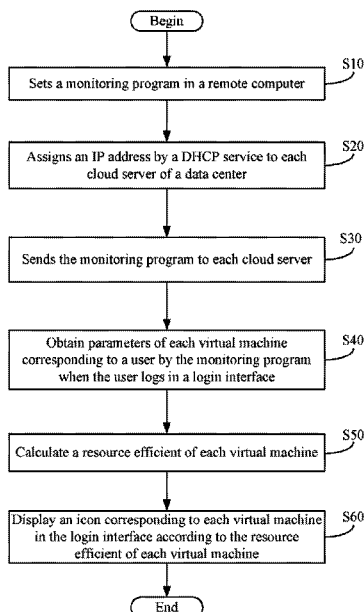 Begin
S10
Sets a monitoring program in a remote computer
S20
Assigns an IP address by a DHCP service to each
cloud server of a data center
S30
Sends the monitoring program to each cloud server
S40
Obtain parameters of each virtual machine
corresponding to a user by the monitoring program
when the user logs in a login interface
S50
Calculate a resource efficient of each virtual machine
S60
Display an icon corresponding to each virtual machine
in the login interface according to the resource
efficient of each virtual machine
End